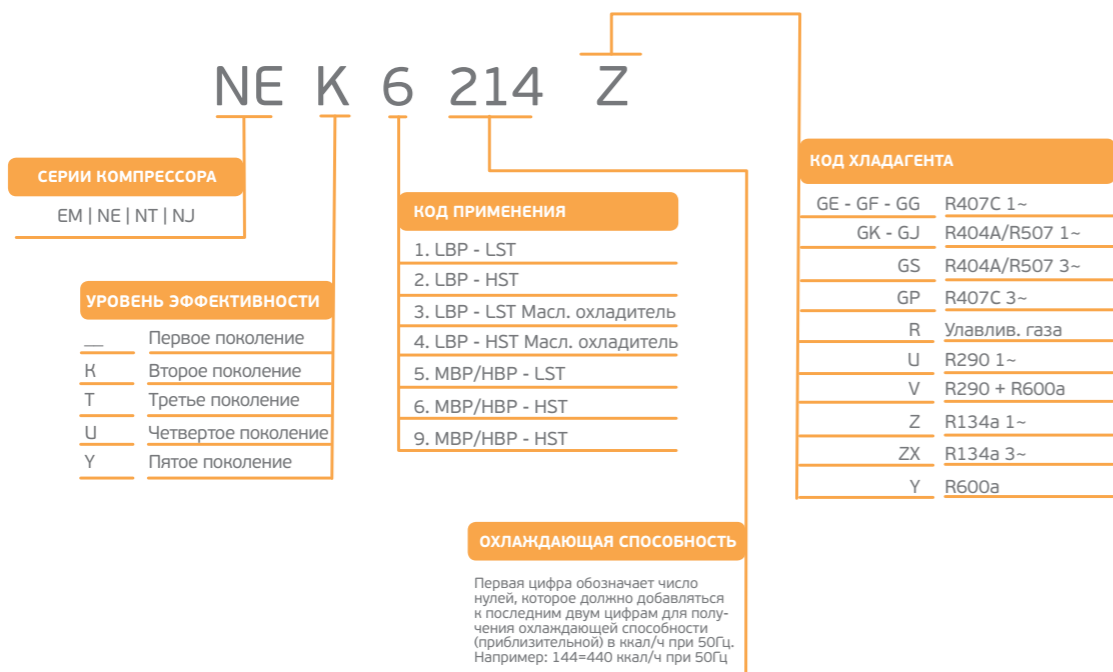 NE K 6 214 Z
СЕРИИ КОМПРЕССОРА
EM | NE | NT | NJ
УРОВЕНЬ ЭФФЕКТИВНОСТИ
__ Первое поколение
K Второе поколение
T Третье поколение
U Четвертое поколение
Y Пятое поколение
КОД ПРИМЕНЕНИЯ
1. LBP - LST
2. LBP - HST
3. LBP - LST Масл. охладитель
4. LBP - HST Масл. охладитель
5. MBP/HBP - LST
6. MBP/HBP - HST
9. MBP/HBP - HST
КОД ХЛАДАГЕНТА
GE - GF - GG R407C 1~
GK - GJ R404A/R507 1~
GS R404A/R507 3~
GP R407C 3~
R Улавлив. газа
U R290 1~
V R290 + R600a
Z R134a 1~
ZX R134a 3~
Y R600a
ОХЛАЖДАЮЩАЯ СПОСОБНОСТЬ
Первая цифра обозначает число
нулей, которое должно добавляться
к последним двум цифрам для полу-
чения охлаждающей способности
(приблизительной) в ккал/ч при 50Гц.
Например: 144=440 ккал/ч при 50Гц